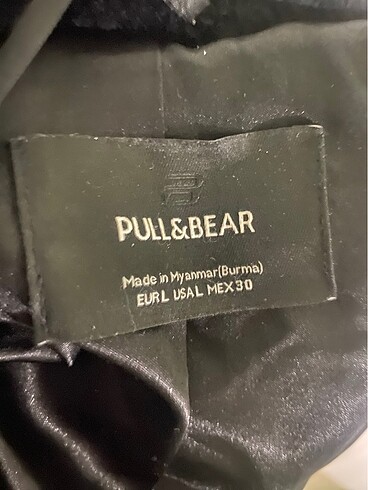 PULL&BEAR
Made in Myanmar(Burma)
EUR L USA L MEX 30